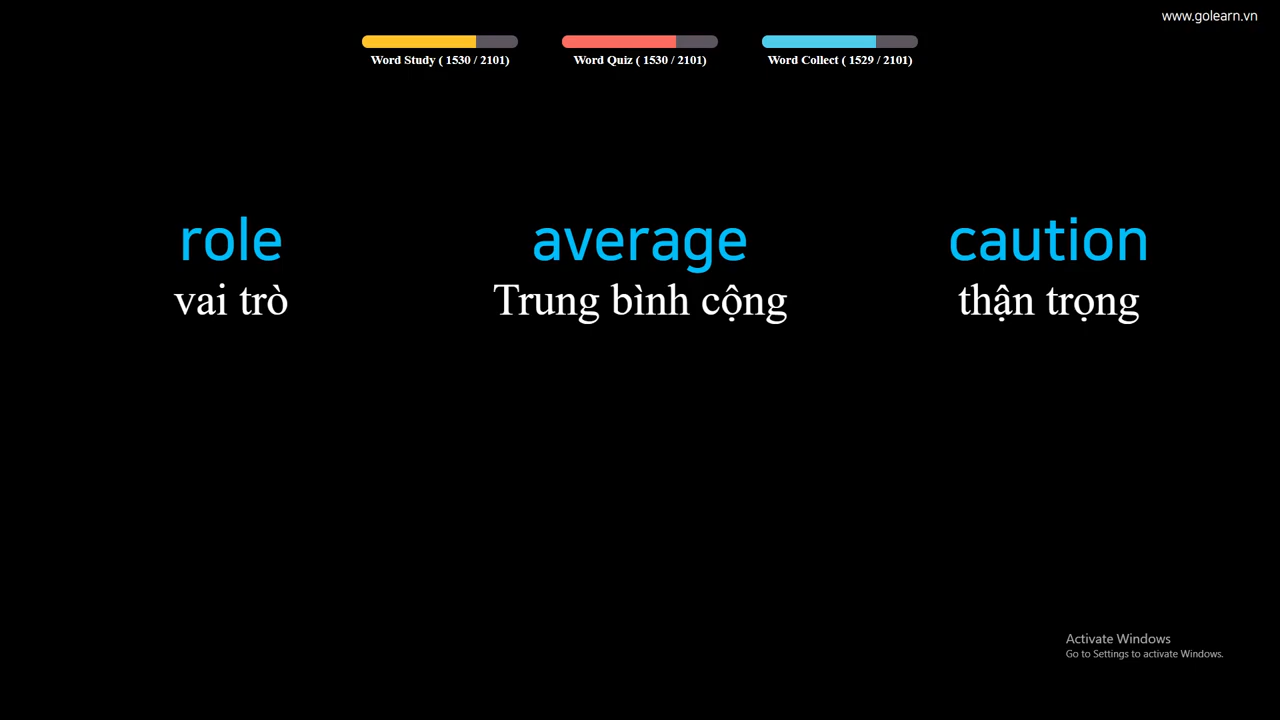 www.golearn.vn
Word Study ( 1530 / 2101) Word Quiz ( 1530 / 2101) Word Collect ( 1529 / 2101)
role average caution
vai trò Trung bình cộng thận trọng
Activate Windows
Go to Settings to activate Windows.